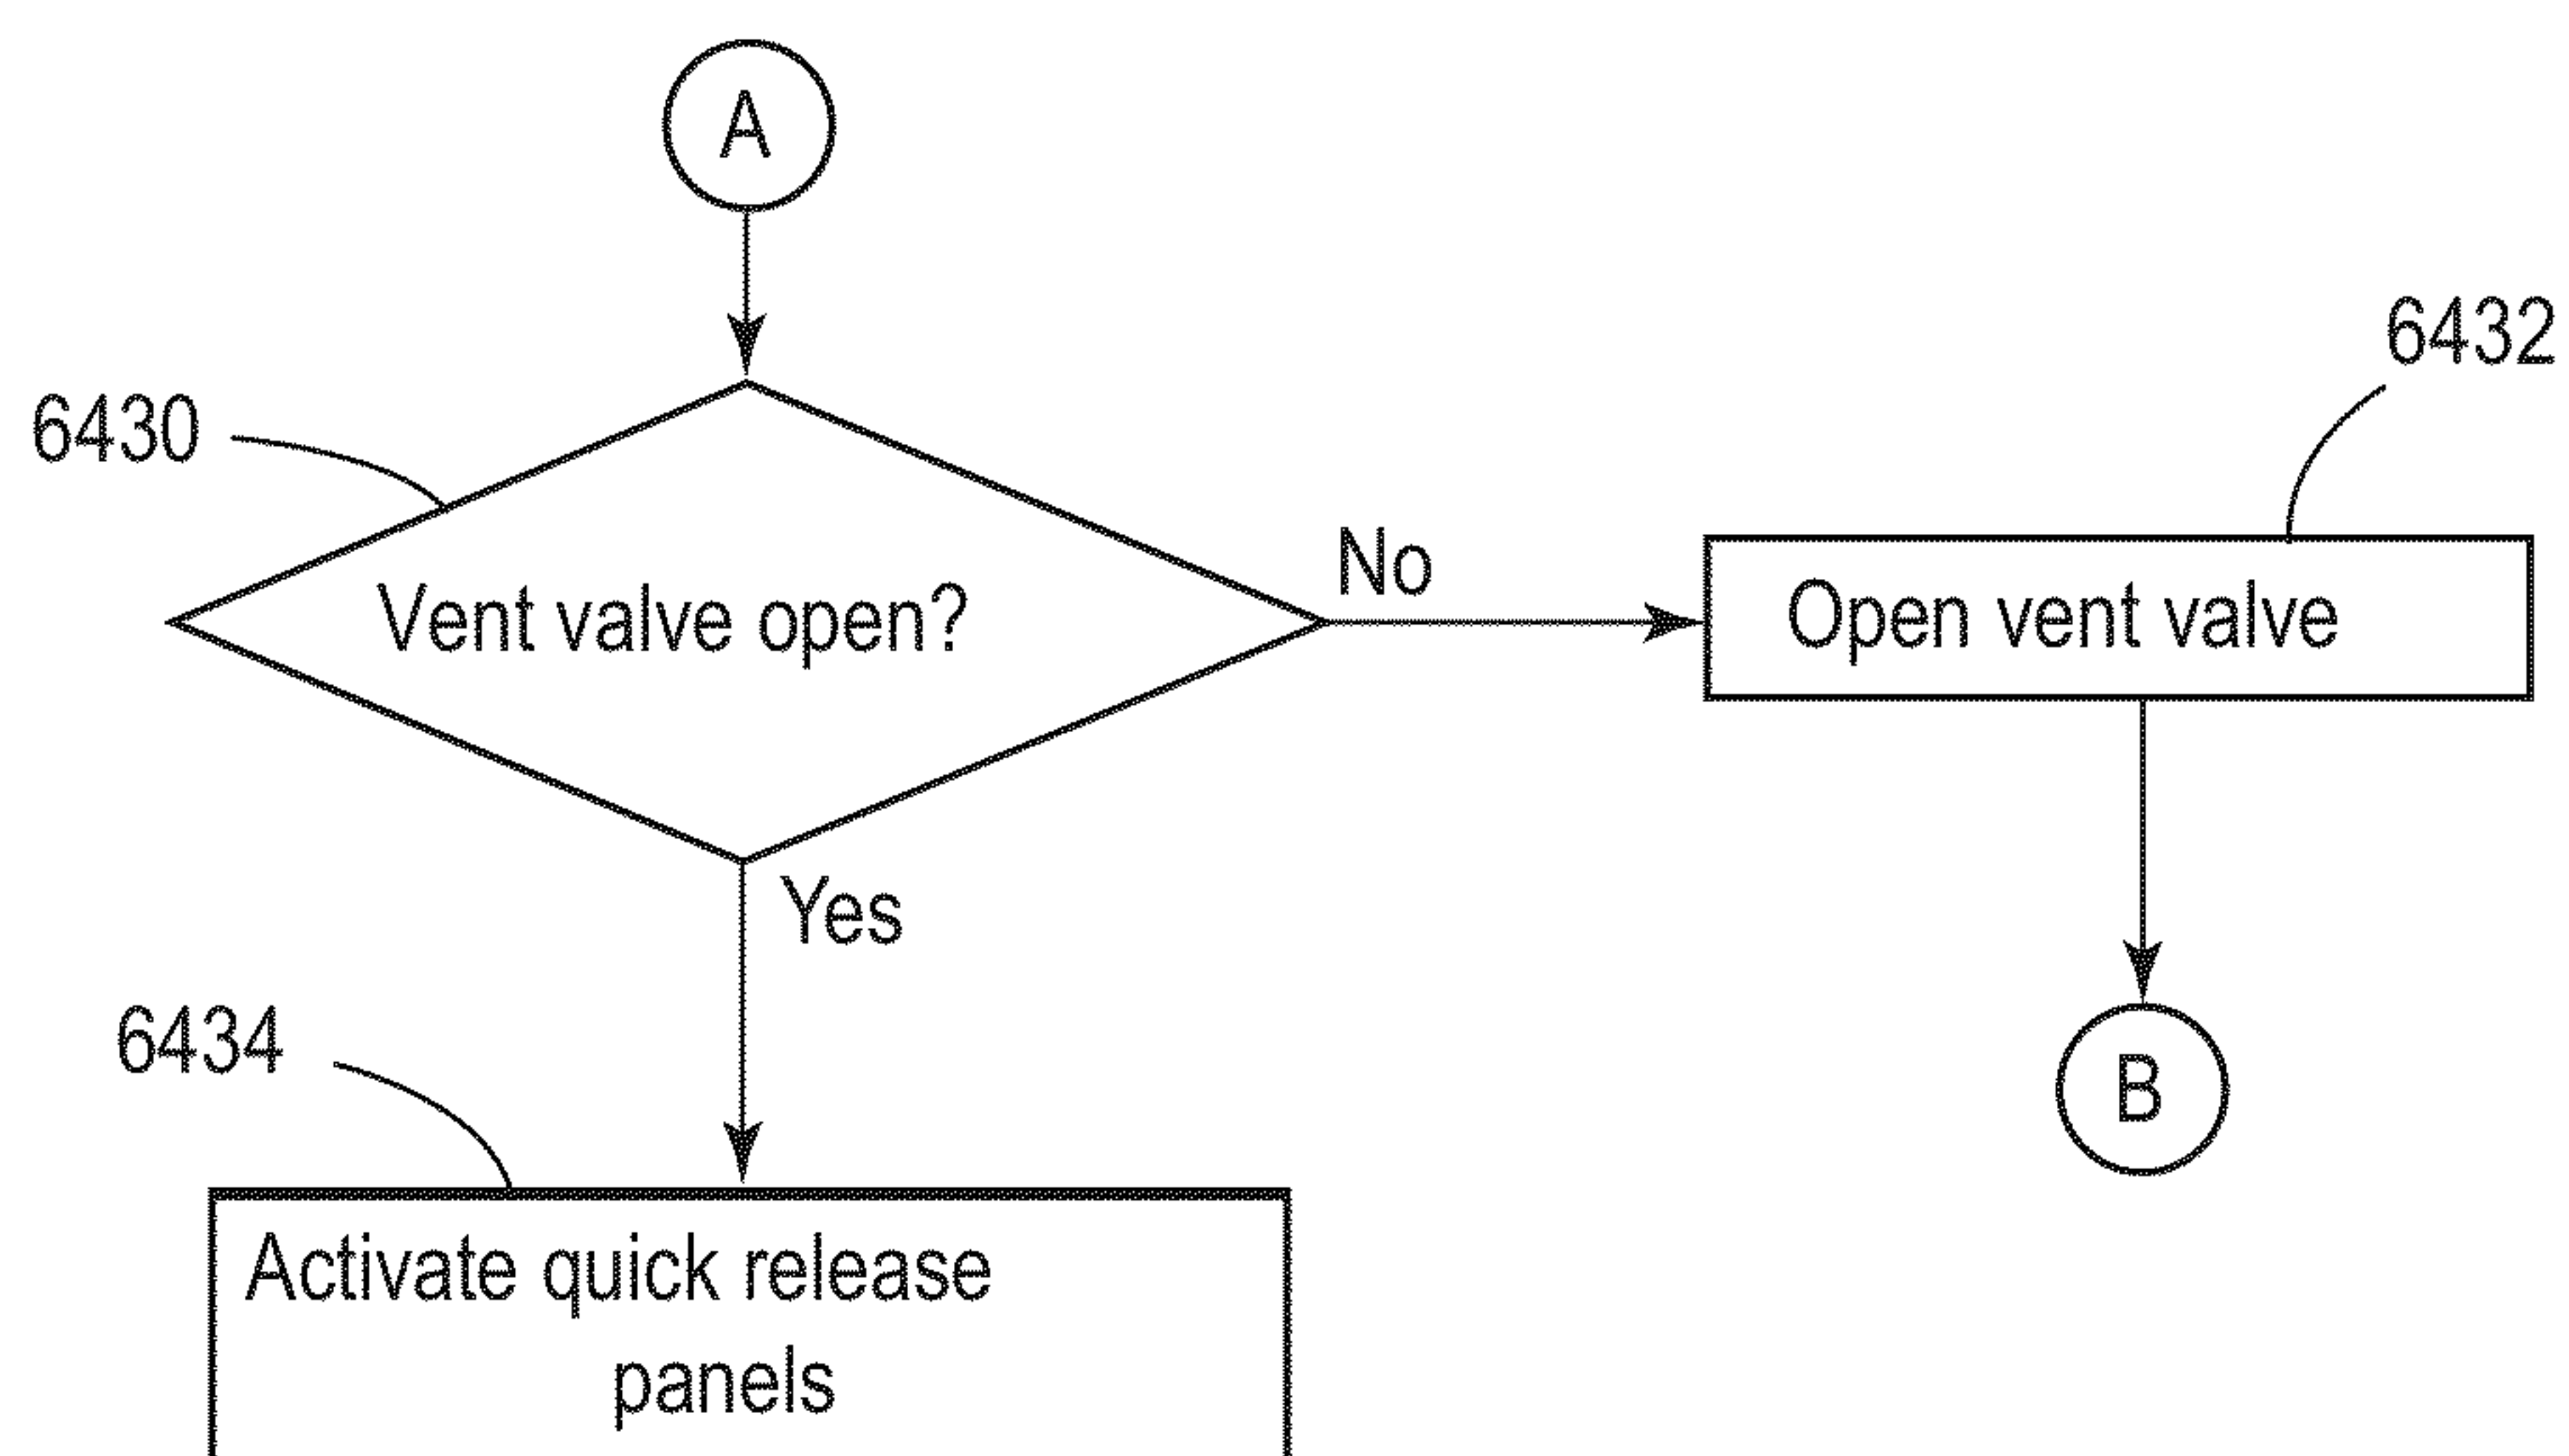 A
6432
6430
No
Vent valve open?
Open vent valve
Yes
6434
B
Activate quick release
panels